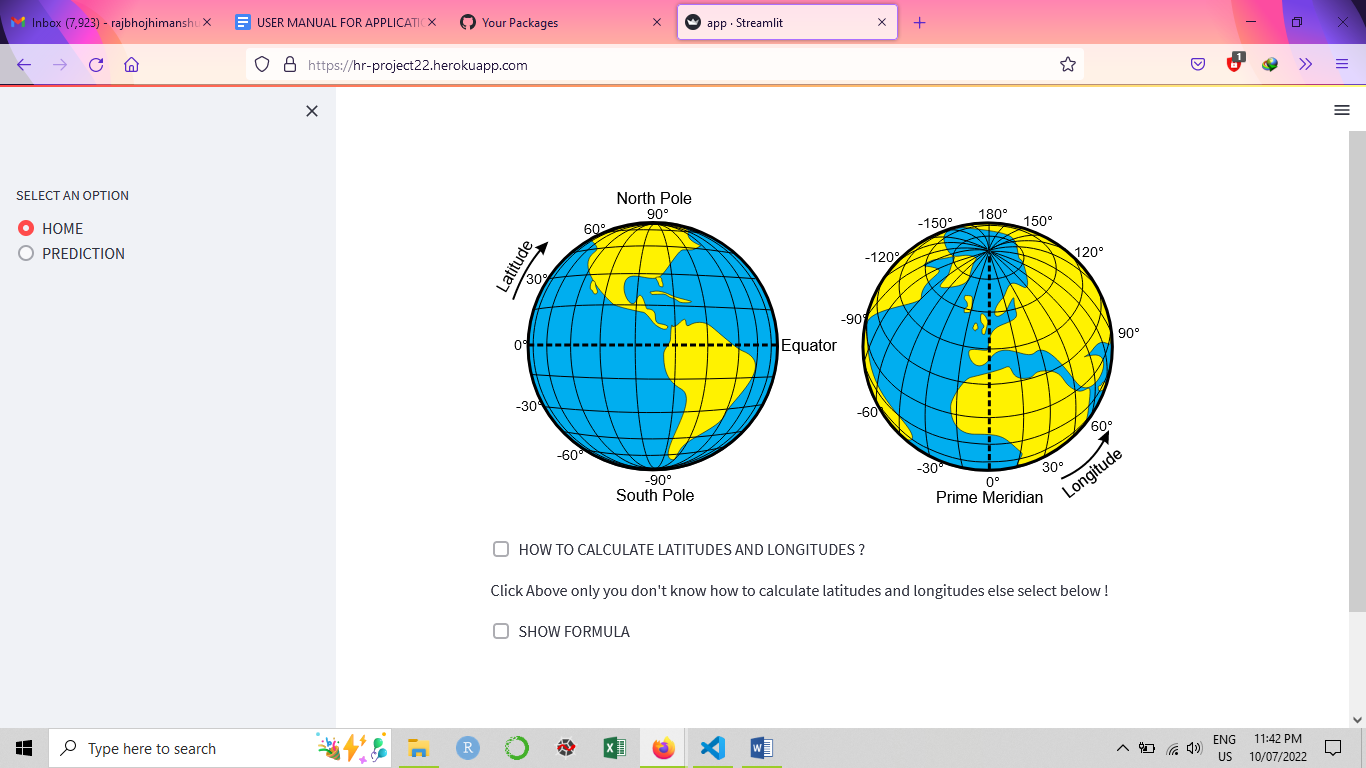 Inbox (7,923) - rajbhojhimanshu
USER MANUAL FOR APPLICATIO
Your Packages
app · Streamlit
https://hr-project22.herokuapp.com
1
SELECT AN OPTION
HOME
PREDICTION
North Pole
90°
60°
Latitude
30°
0°
Equator
-30°
-60°
-90°
South Pole
180°
-150°
150°
-120°
120°
-90°
90°
-60°
60°
-30°
30°
Longitude
0°
Prime Meridian
HOW TO CALCULATE LATITUDES AND LONGITUDES ?
Click Above only you don't know how to calculate latitudes and longitudes else select below !
SHOW FORMULA
Type here to search
R
ENG
US
11:42 PM
10/07/2022